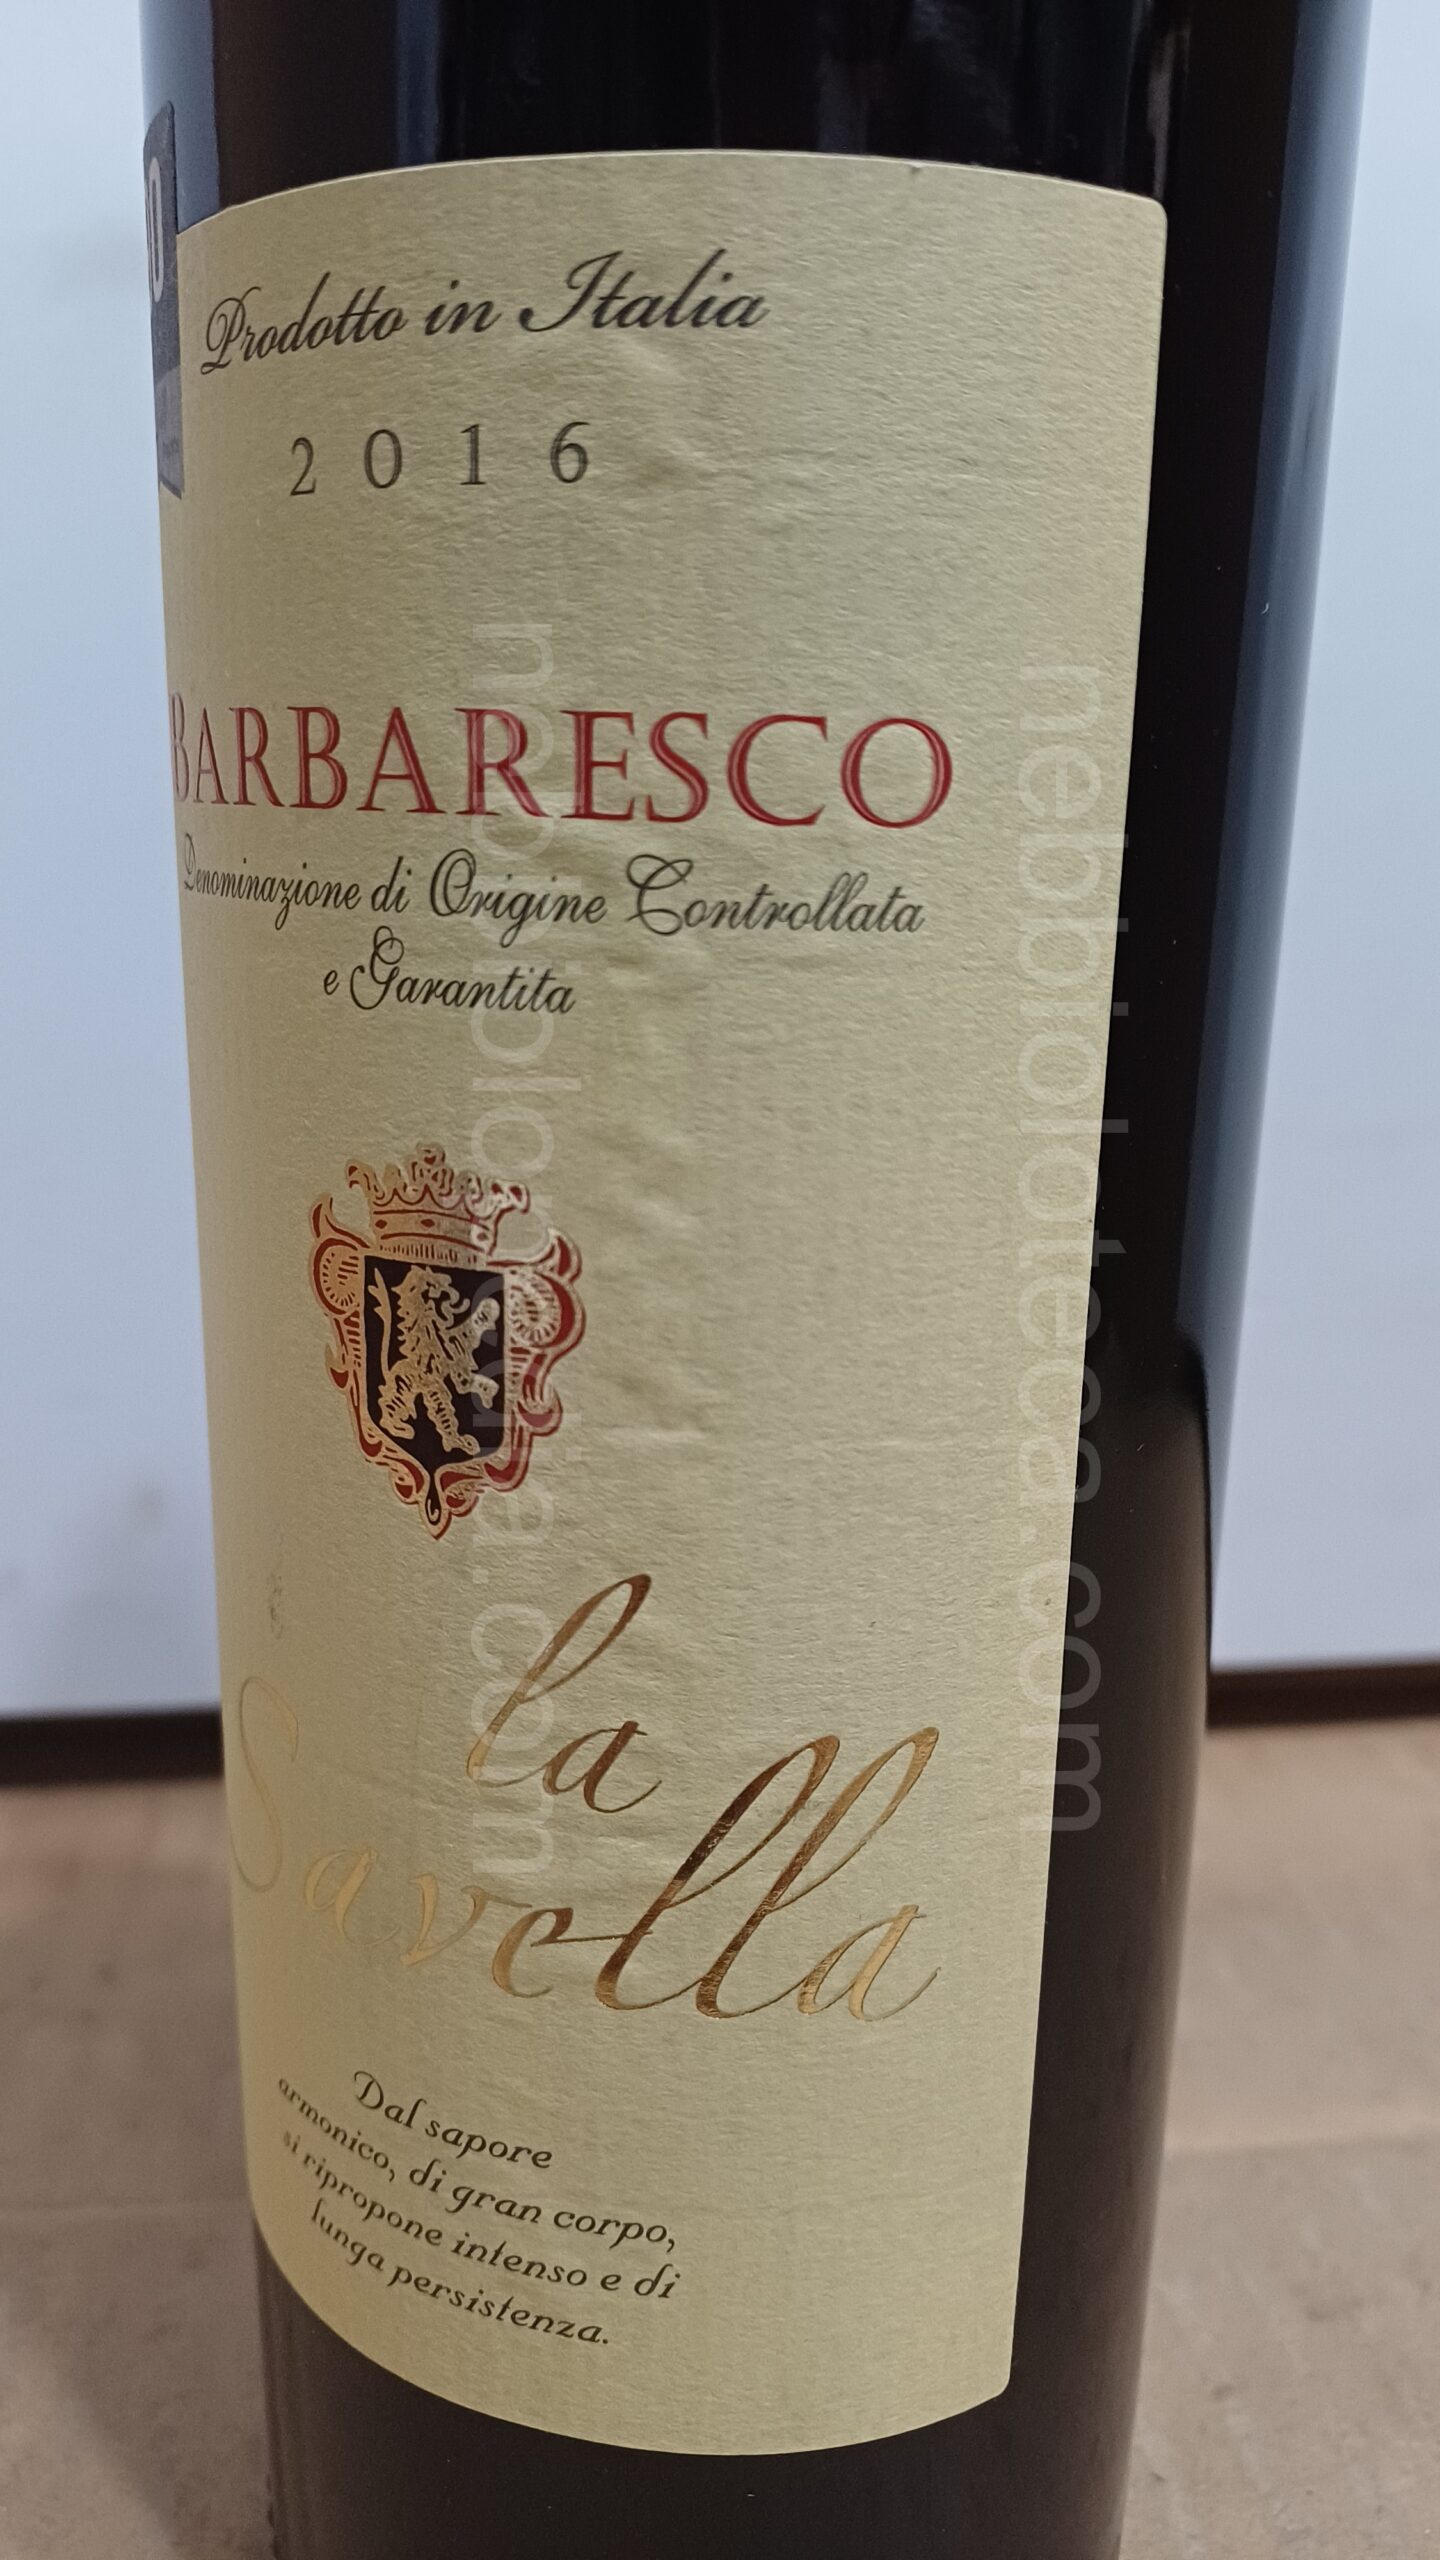 Prodotto in Italia
2016
BARBARESCO
Denominazione di Origine Controllata
e Garantita
la
Savella
Dal sapore
armonico, di gran corpo,
si ripropone intenso e di
lunga persistenza.
nebbioloteca.com